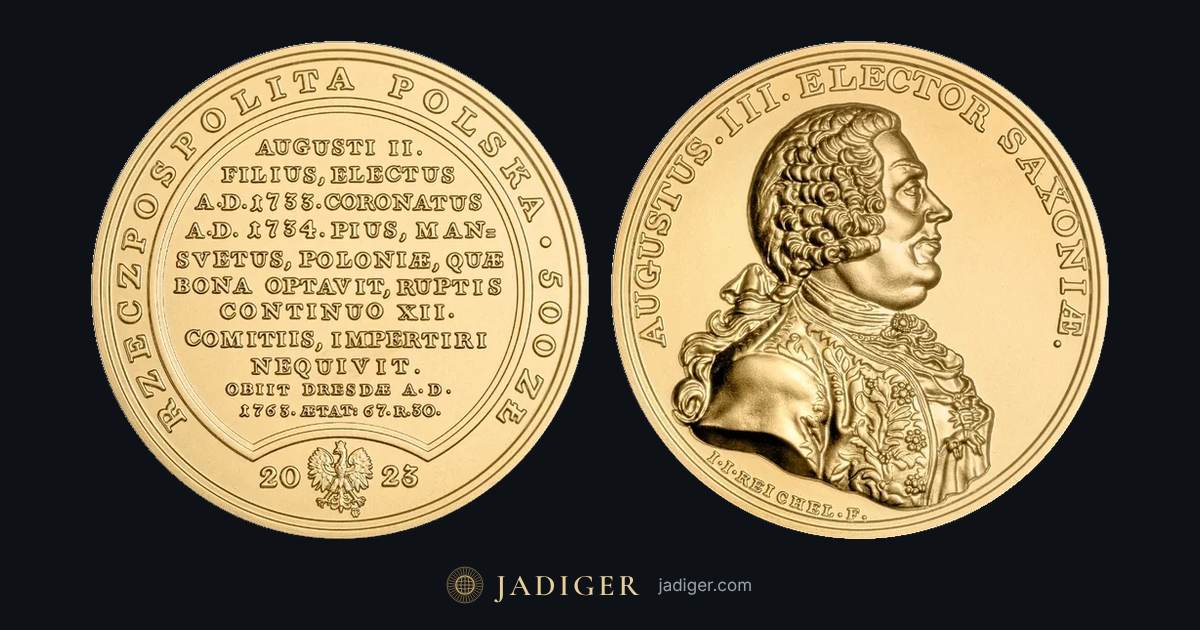 RZECZPOSPOLITA POLSKA · 500 ZŁ
AUGUSTI II.
FILIUS, ELECTUS
A.D. 1733. CORONATUS
A.D. 1734. PIUS, MAN=
SVETUS, POLONIÆ, QUÆ
BONA OPTAVIT, RUPTIS
CONTINUO XII.
COMITIIS, IMPERTIRI
NEQUIVIT.
OBIIT DRESDÆ A. D.
1763. ÆTAT: 67. R. 30.
20 23
AUGUSTUS. III. ELECTOR SAXONIÆ.
I. I. REICHEL. F.
JADIGER jadiger.com